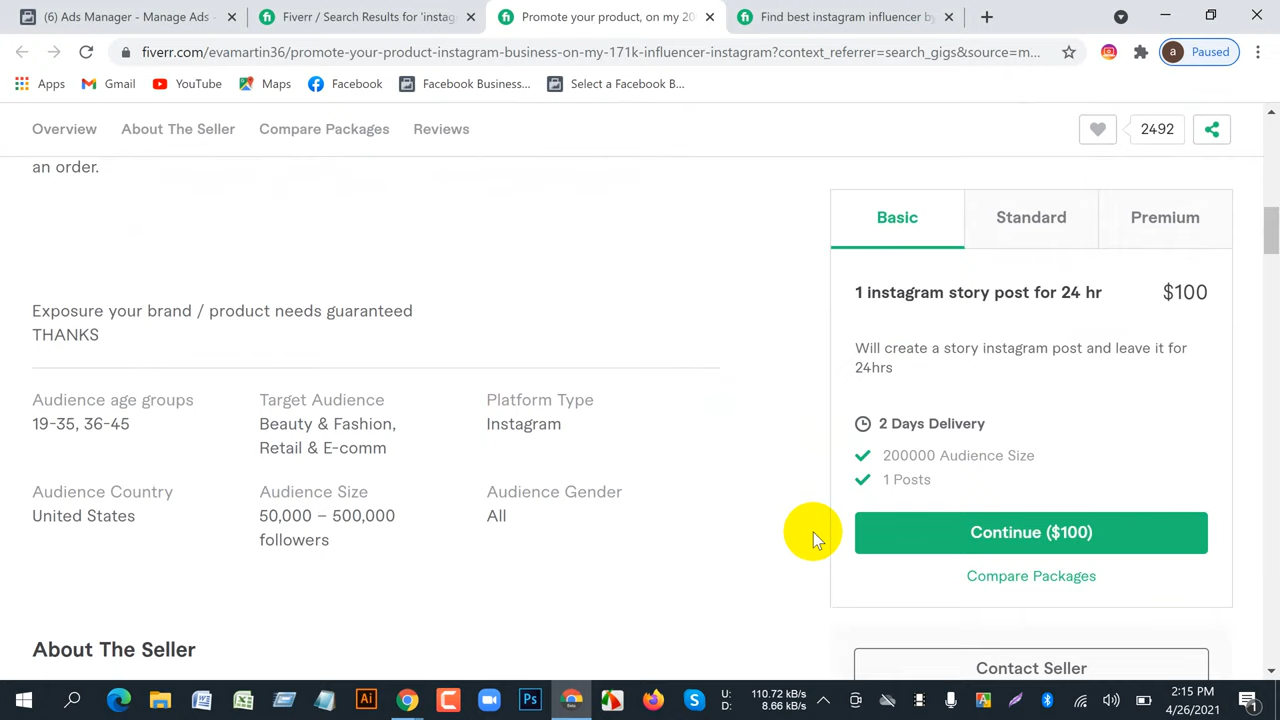 (6) Ads Manager - Manage Ads -
Fiverr / Search Results for 'instag
Promote your product, on my 20
Find best instagram influencer by
fiverr.com/evamartin36/promote-your-product-instagram-business-on-my-171k-influencer-instagram?context_referrer=search_gigs&source=m...
a Paused
Apps Gmail YouTube Maps Facebook Facebook Business... Select a Facebook B...
Overview About The Seller Compare Packages Reviews 2492
an order.
Exposure your brand / product needs guaranteed
THANKS
Audience age groups
19-35, 36-45
Target Audience
Beauty & Fashion,
Retail & E-comm
Platform Type
Instagram
Audience Country
United States
Audience Size
50,000 – 500,000
followers
Audience Gender
All
About The Seller
Basic Standard Premium
1 instagram story post for 24 hr $100
Will create a story instagram post and leave it for
24hrs
2 Days Delivery
200000 Audience Size
1 Posts
Continue ($100)
Compare Packages
Contact Seller
Ai Ps S
U: 110.72 kB/s
D: 8.66 kB/s
2:15 PM
4/26/2021
1